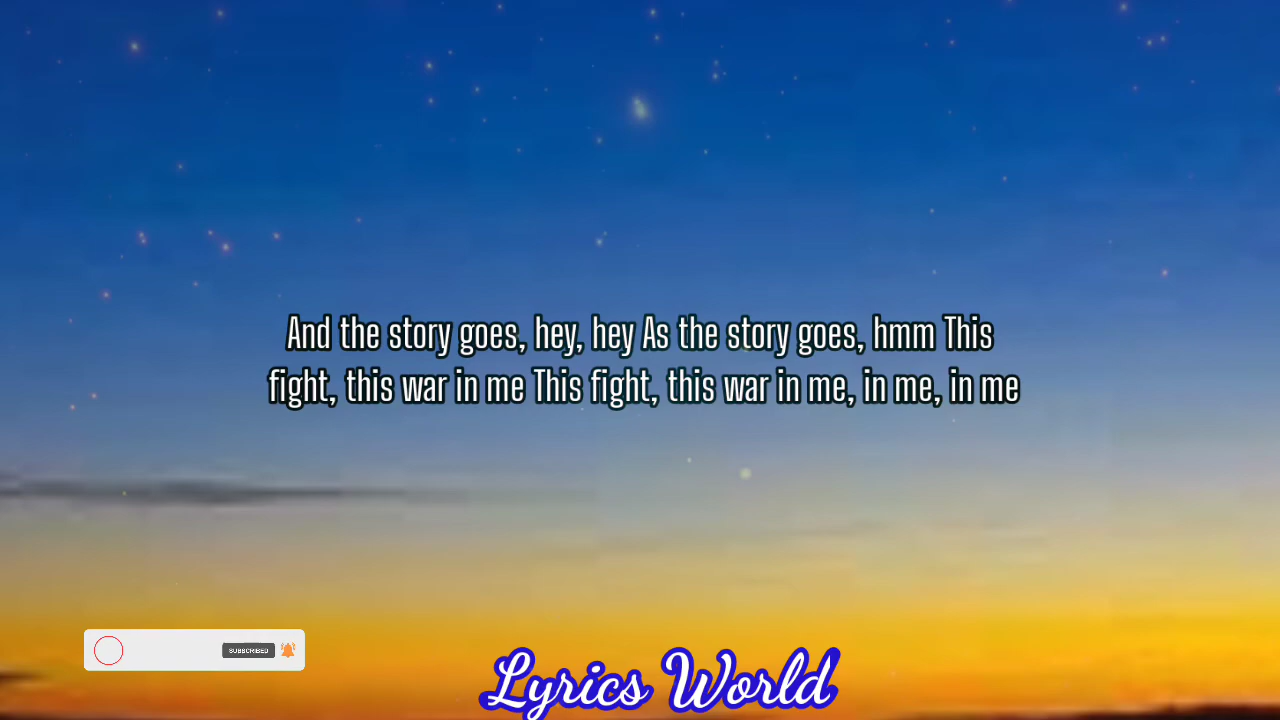 And the story goes, hey, hey As the story goes, hmm This
fight, this war in me This fight, this war in me, in me, in me
SUBSCRIBED
Lyrics World